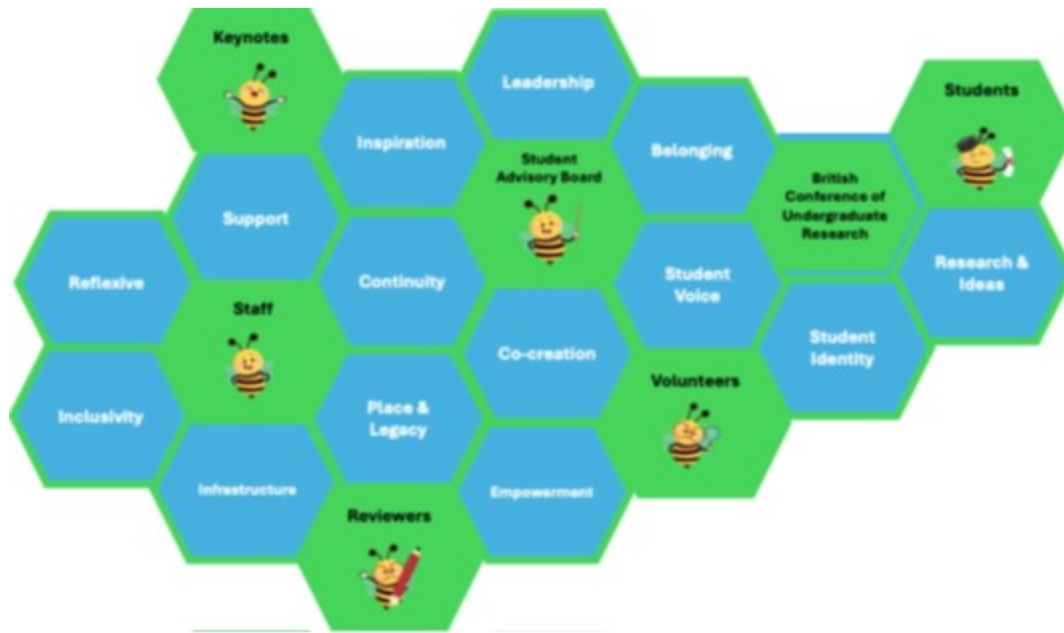 Keynotes
Leadership
Students
Inspiration
Belonging
Student
Advisory Board
British
Conference of
Undergraduate
Research
Support
Research &
Ideas
Reflexive
Continuity
Student
Voice
Staff
Co-creation
Student
Identity
Volunteers
Inclusivity
Place &
Legacy
Infrastructure
Empowerment
Reviewers